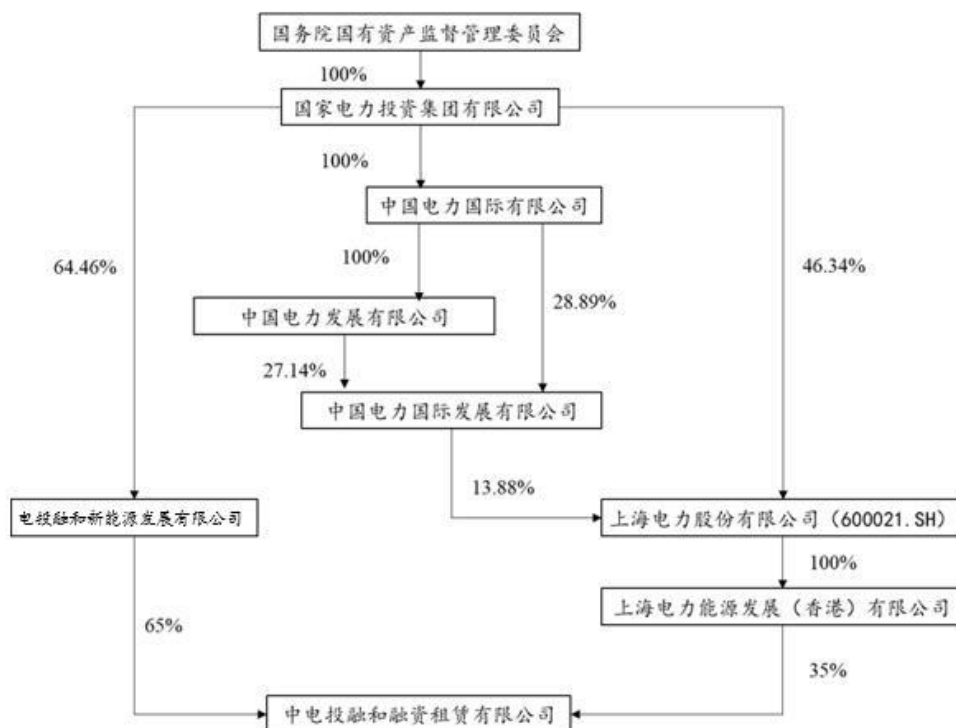 国务院国有资产监督管理委员会
100%
国家电力投资集团有限公司
100%
中国电力国际有限公司
64.46%
100%
46.34%
28.89%
中国电力发展有限公司
27.14%
中国电力国际发展有限公司
13.88%
电投融和新能源发展有限公司
上海电力股份有限公司（600021.SH）
100%
上海电力能源发展（香港）有限公司
65%
35%
中电投融和融资租赁有限公司